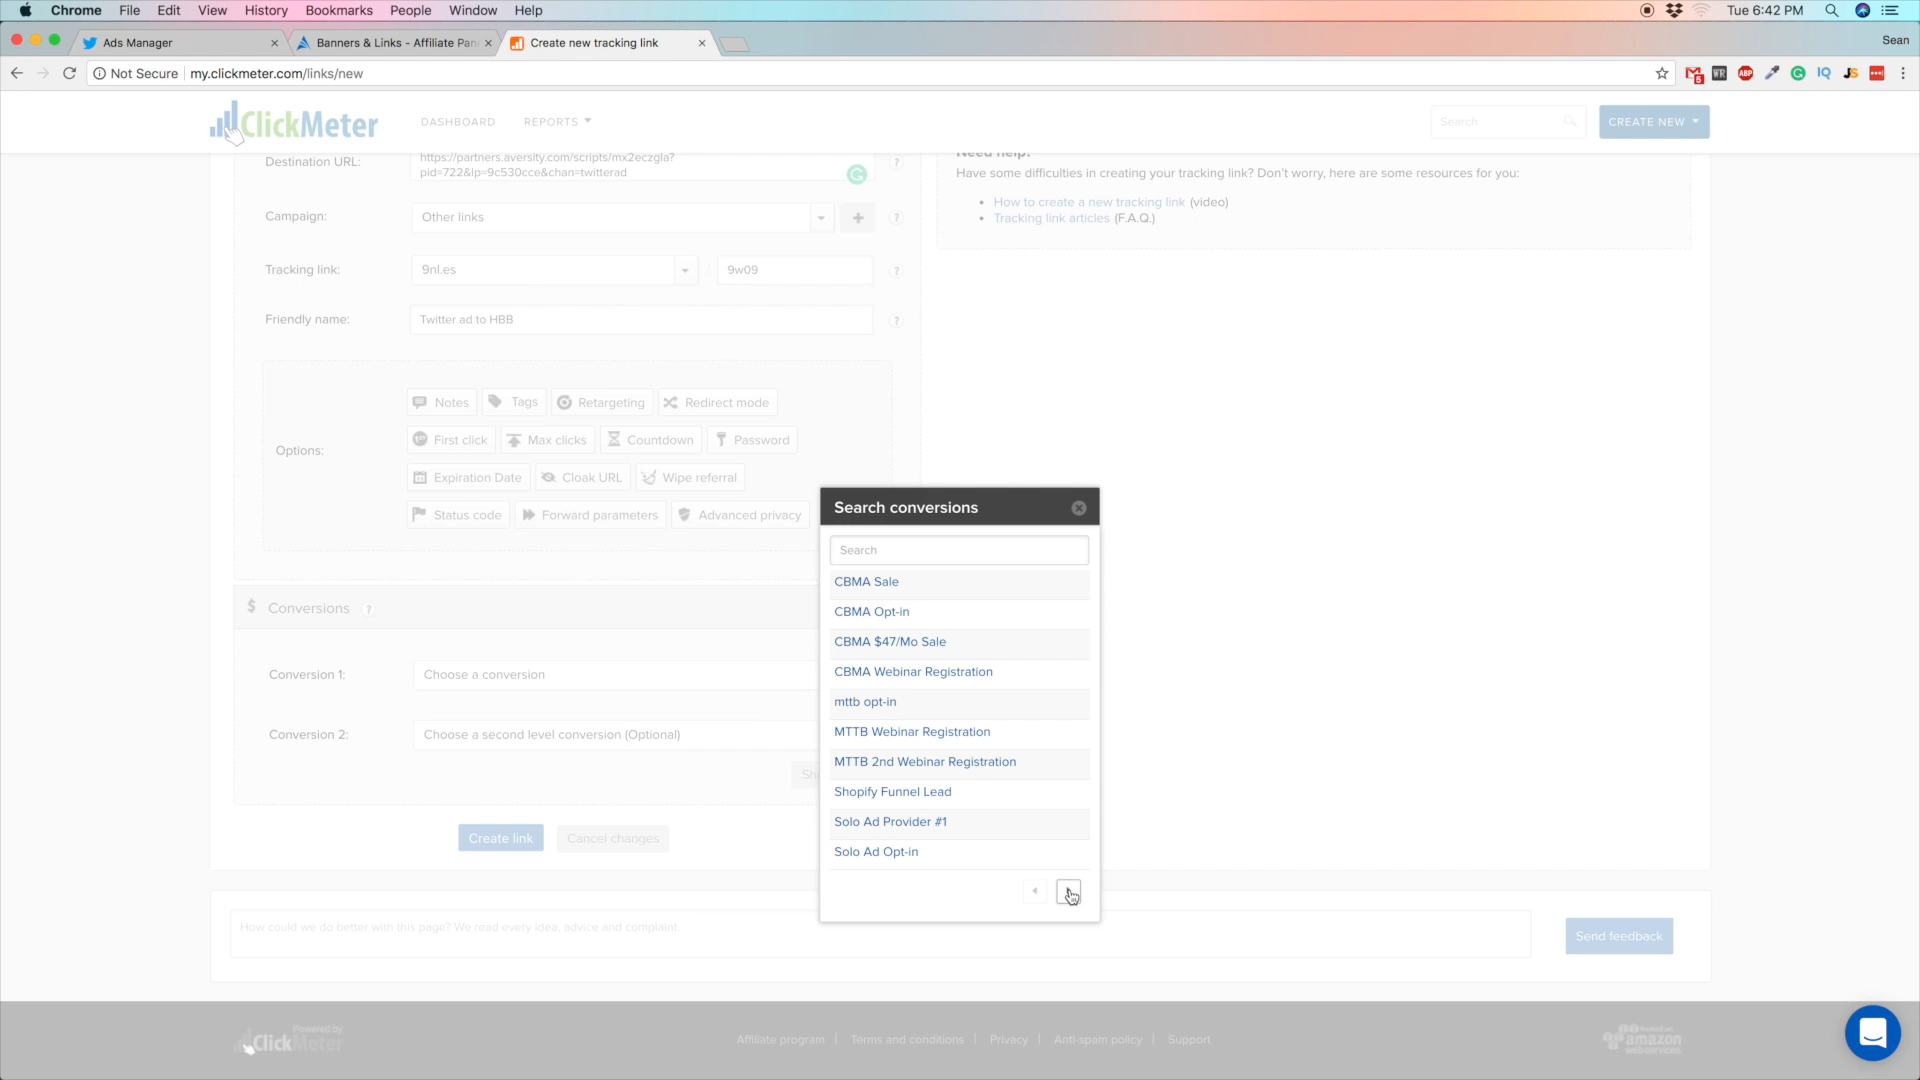 Chrome File Edit View History Bookmarks People Window Help Tue 6:42 PM
Ads Manager Banners & Links - Affiliate Pan Create new tracking link Sean
Not Secure my.clickmeter.com/links/new
ClickMeter DASHBOARD REPORTS Search CREATE NEW
Destination URL: https://partners.aversity.com/scripts/mx2eczgla?
pid=722&lp=9c530cce&chan=twitterad
Need help?
Have some difficulties in creating your tracking link? Don't worry, here are some resources for you:
How to create a new tracking link (video)
Tracking link articles (F.A.Q.)
Campaign: Other links
Tracking link: 9nl.es / 9w09
Friendly name: Twitter ad to HBB
Options:
Notes Tags Retargeting Redirect mode
First click Max clicks Countdown Password
Expiration Date Cloak URL Wipe referral
Status code Forward parameters Advanced privacy
$ Conversions ?
Conversion 1: Choose a conversion
Conversion 2: Choose a second level conversion (Optional)
Create link Cancel changes
Search conversions
Search
CBMA Sale
CBMA Opt-in
CBMA $47/Mo Sale
CBMA Webinar Registration
mttb opt-in
MTTB Webinar Registration
MTTB 2nd Webinar Registration
Shopify Funnel Lead
Solo Ad Provider #1
Solo Ad Opt-in
How could we do better with this page? We read every idea, advice and complaint.
Send feedback
Powered by
ClickMeter
Affiliate program | Terms and conditions | Privacy | Anti-spam policy | Support
amazon
web services